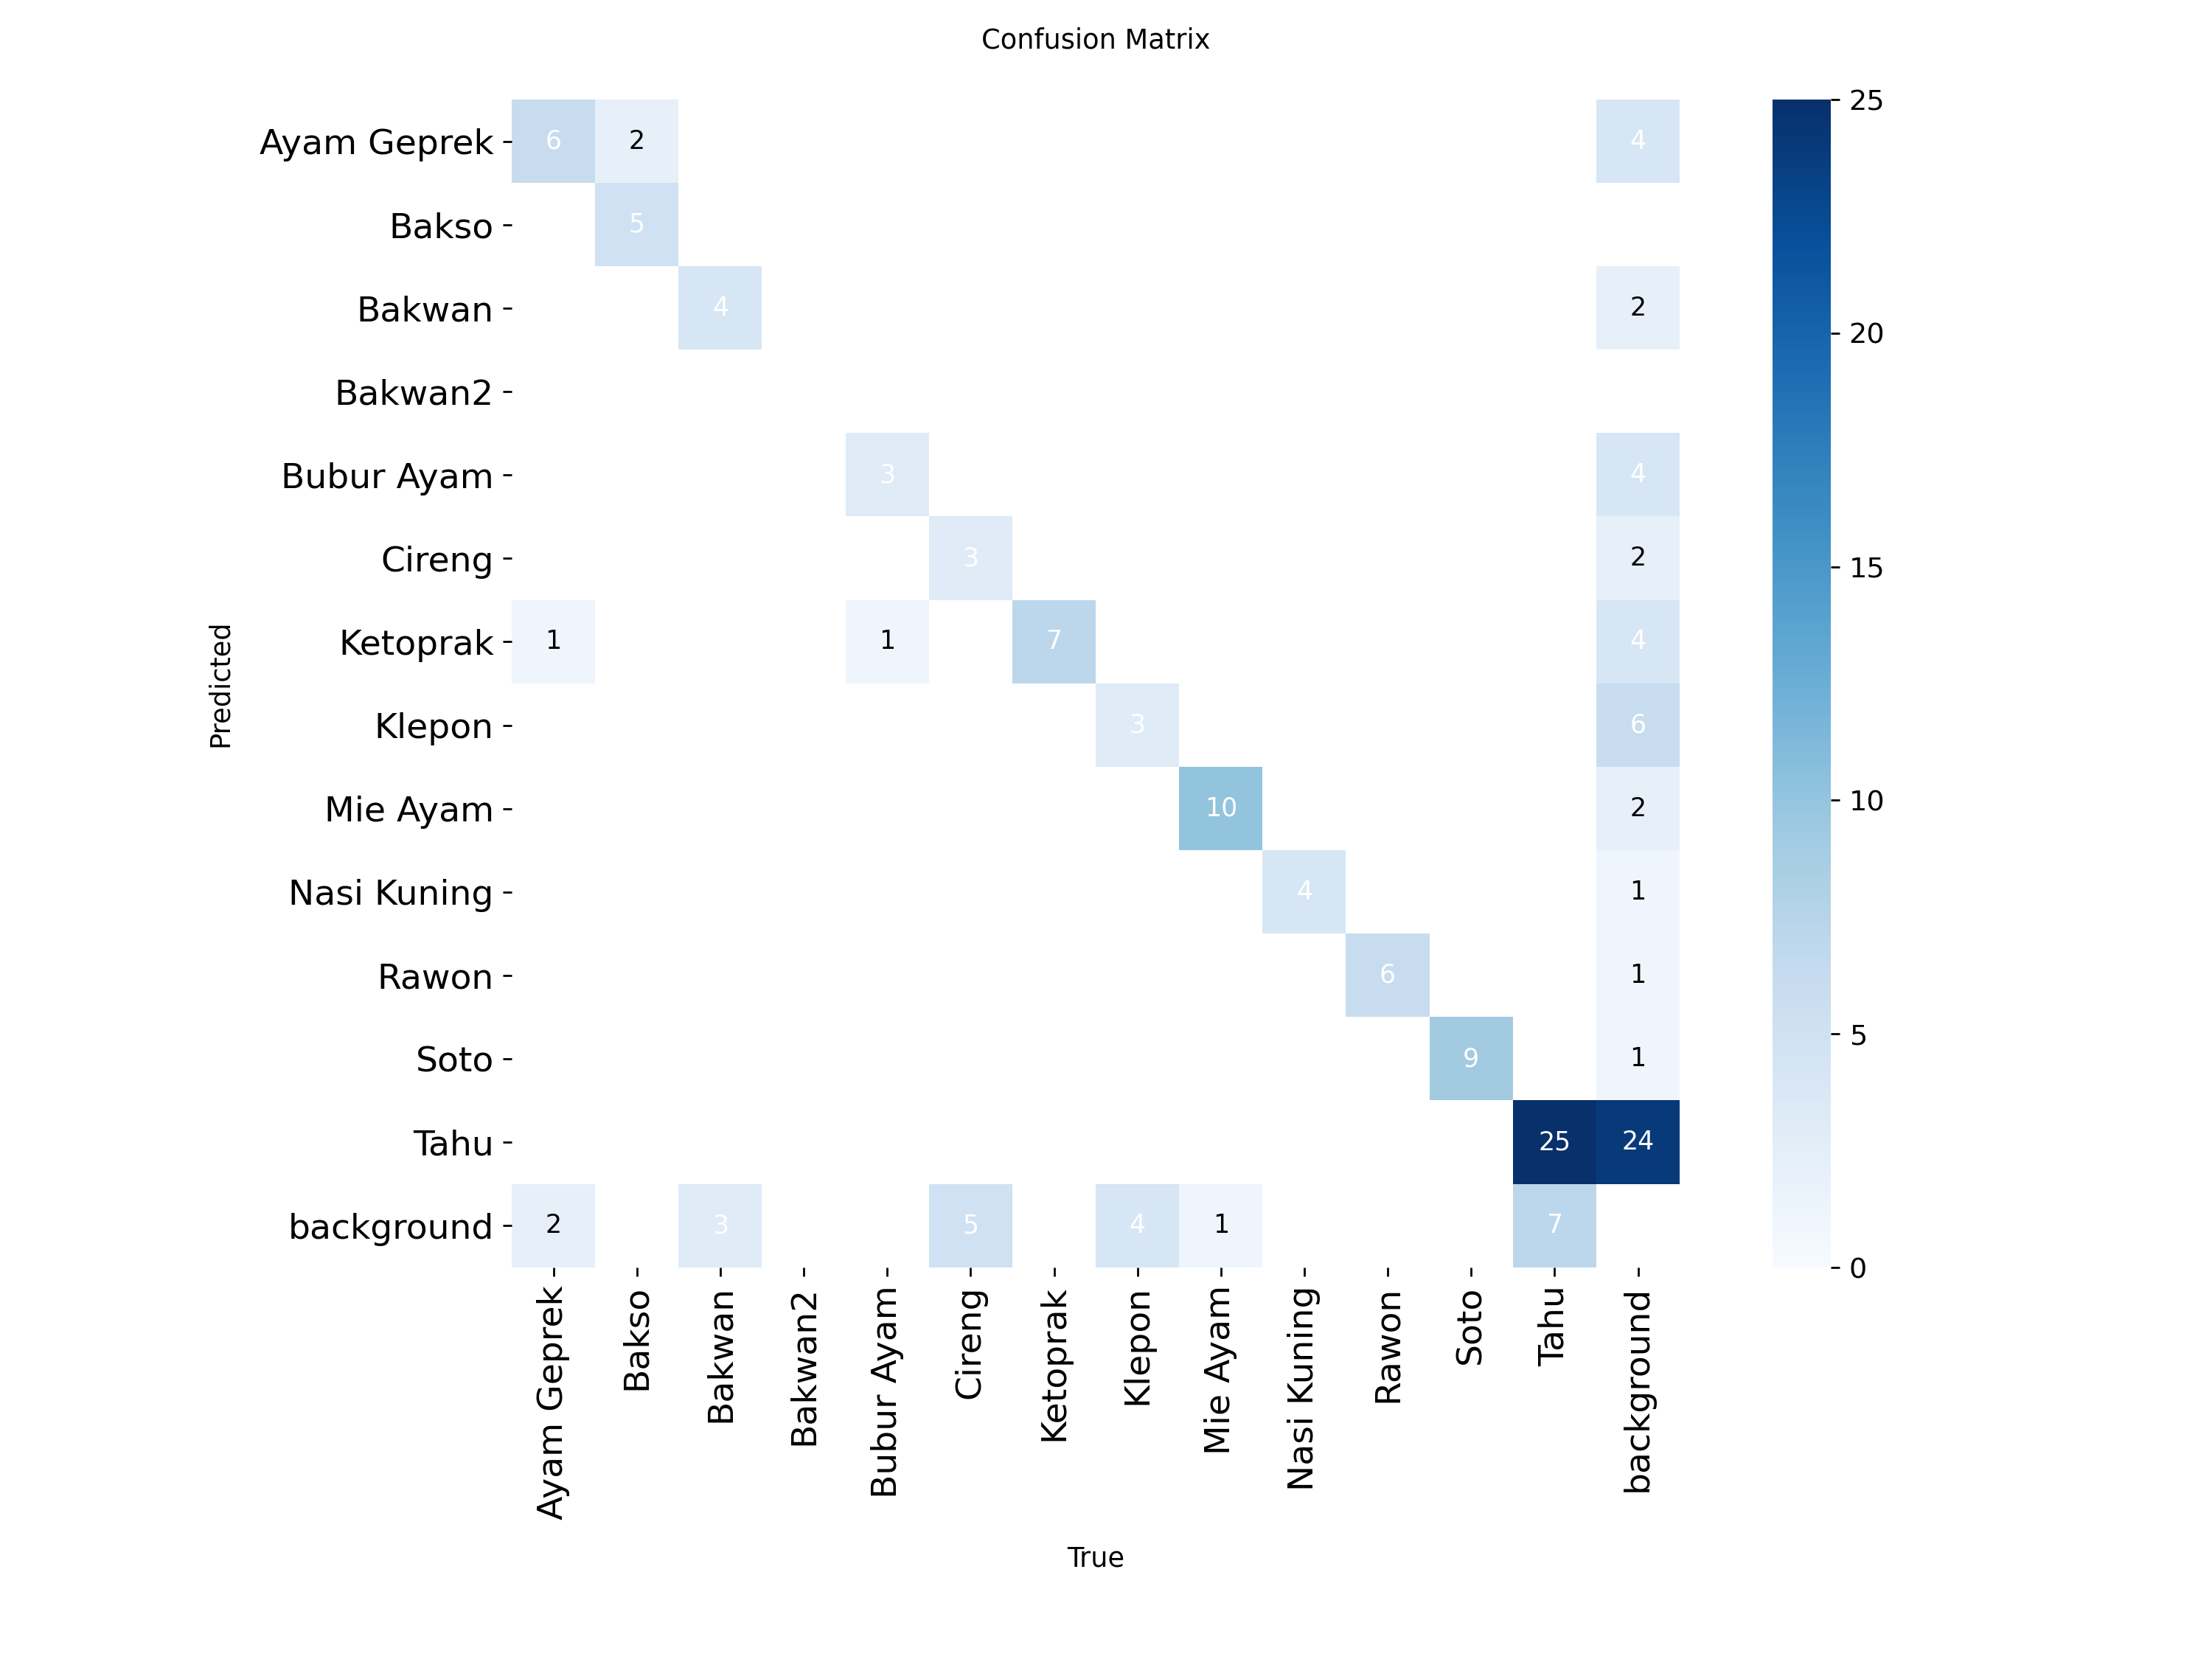 Confusion Matrix
Ayam Geprek 6 2 4
Bakso 5
Bakwan 4 2
Bakwan2
Bubur Ayam 3 4
Cireng 3 2
Ketoprak 1 1 7 4
Klepon 3 6
Mie Ayam 10 2
Nasi Kuning 4 1
Rawon 6 1
Soto 9 1
Tahu 25 24
background 2 3 5 4 1 7
Predicted
Ayam Geprek
Bakso
Bakwan
Bakwan2
Bubur Ayam
Cireng
Ketoprak
Klepon
Mie Ayam
Nasi Kuning
Rawon
Soto
Tahu
background
True
25
20
15
10
5
0